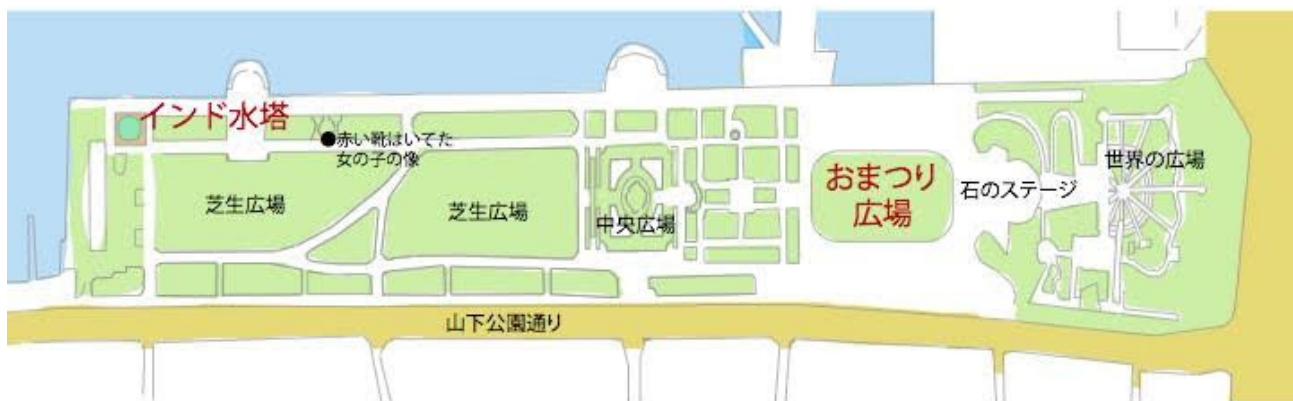 インド水塔
赤い靴はいてた
女の子の像
芝生広場
芝生広場
中央広場
おまつり
広場
石のステージ
世界の広場
山下公園通り